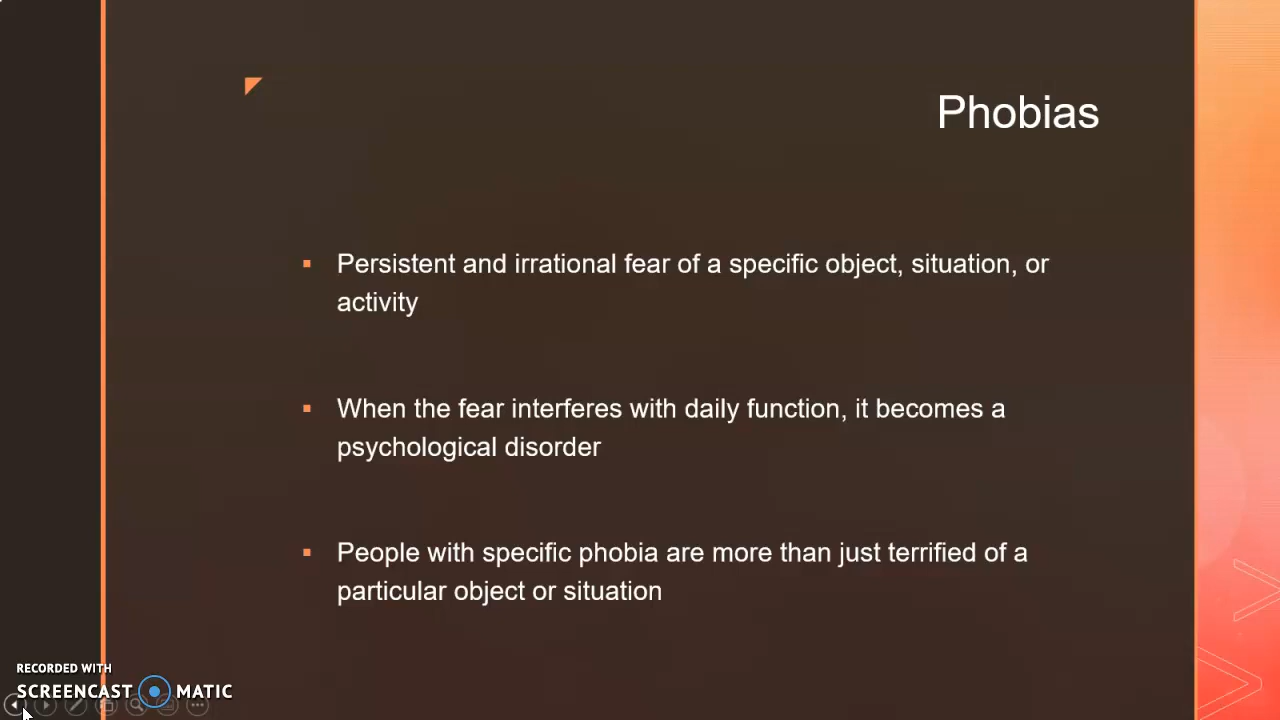 Phobias
▪ Persistent and irrational fear of a specific object, situation, or
activity
▪ When the fear interferes with daily function, it becomes a
psychological disorder
▪ People with specific phobia are more than just terrified of a
particular object or situation
RECORDED WITH
SCREENCAST MATIC